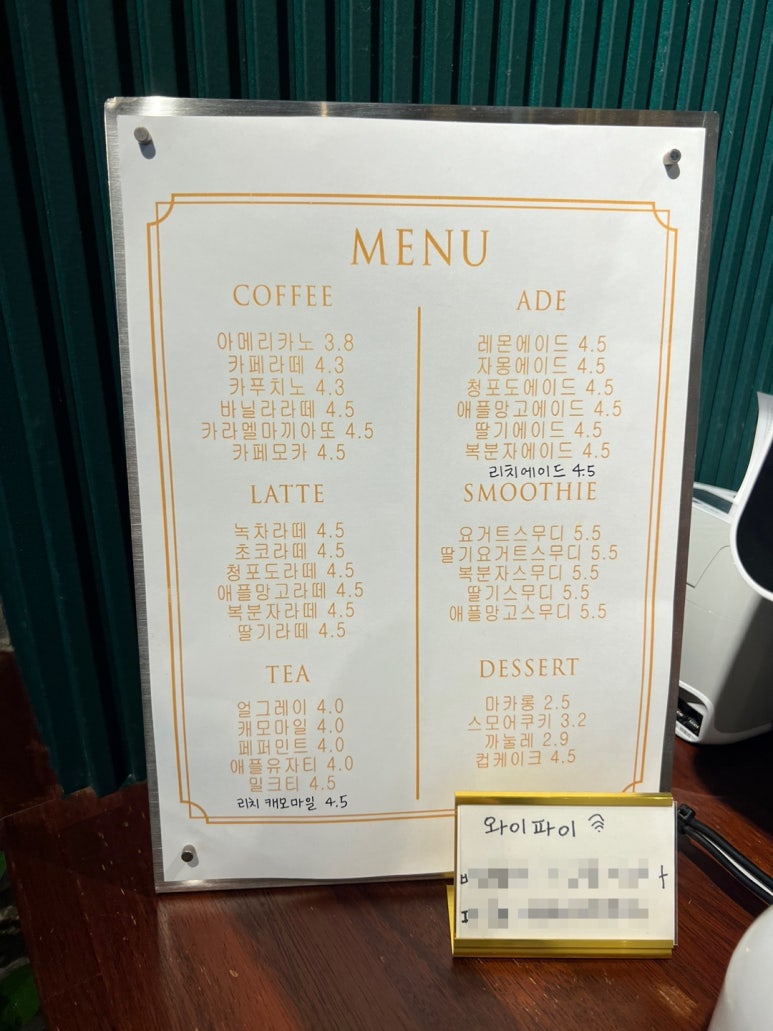 MENU
COFFEE
아메리카노 3.8
카페라떼 4.3
카푸치노 4.3
바닐라라떼 4.5
카라멜마끼아또 4.5
카페모카 4.5
LATTE
녹차라떼 4.5
초코라떼 4.5
청포도라떼 4.5
애플망고라떼 4.5
복분자라떼 4.5
딸기라떼 4.5
TEA
얼그레이 4.0
캐모마일 4.0
페퍼민트 4.0
애플유자티 4.0
밀크티 4.5
리치 캐모마일 4.5
ADE
레몬에이드 4.5
자몽에이드 4.5
청포도에이드 4.5
애플망고에이드 4.5
딸기에이드 4.5
복분자에이드 4.5
리치에이드 4.5
SMOOTHIE
요거트스무디 5.5
딸기요거트스무디 5.5
복분자스무디 5.5
딸기스무디 5.5
애플망고스무디 5.5
DESSERT
마카롱 2.5
스모어쿠키 3.2
까눌레 2.9
컵케이크 4.5
와이파이